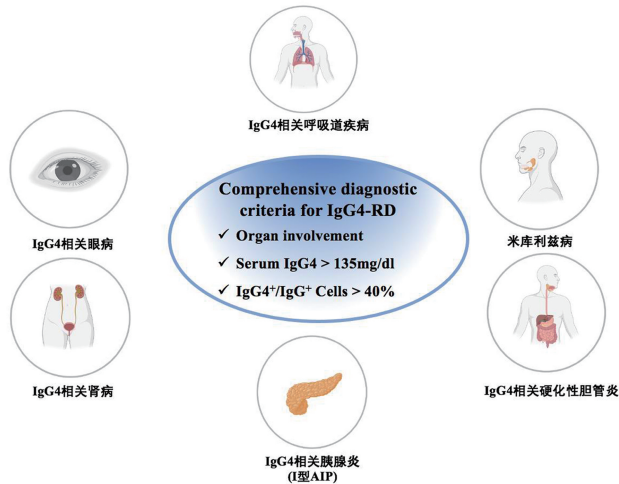 IgG4相关呼吸道疾病
IgG4相关眼病
Comprehensive diagnostic
criteria for IgG4-RD
✓ Organ involvement
✓ Serum IgG4 > 135mg/dl
✓ IgG4⁺/IgG⁺ Cells > 40%
米库利兹病
IgG4相关肾病
IgG4相关硬化性胆管炎
IgG4相关胰腺炎
(I型AIP)